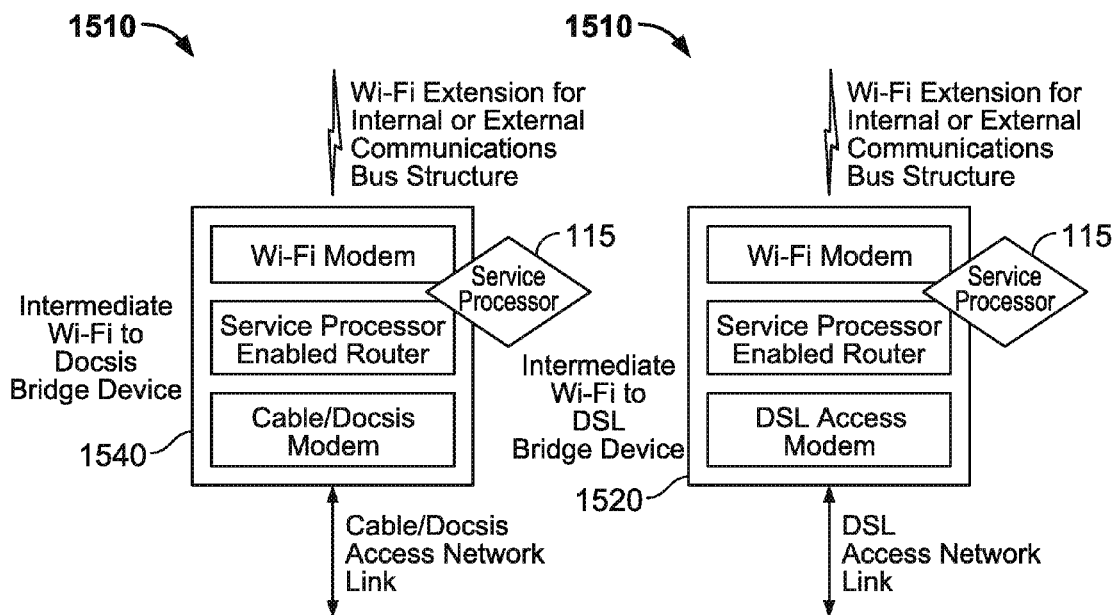 1510
Wi-Fi Extension for
Internal or External
Communications
Bus Structure
115
Wi-Fi Modem
Service
Processor
Service Processor
Enabled Router
Cable/Docsis
Modem
Intermediate
Wi-Fi to
Docsis
Bridge Device
1540
Cable/Docsis
Access Network
Link
1510
Wi-Fi Extension for
Internal or External
Communications
Bus Structure
115
Wi-Fi Modem
Service
Processor
Service Processor
Enabled Router
DSL Access
Modem
Intermediate
Wi-Fi to
DSL
Bridge Device
1520
DSL
Access Network
Link